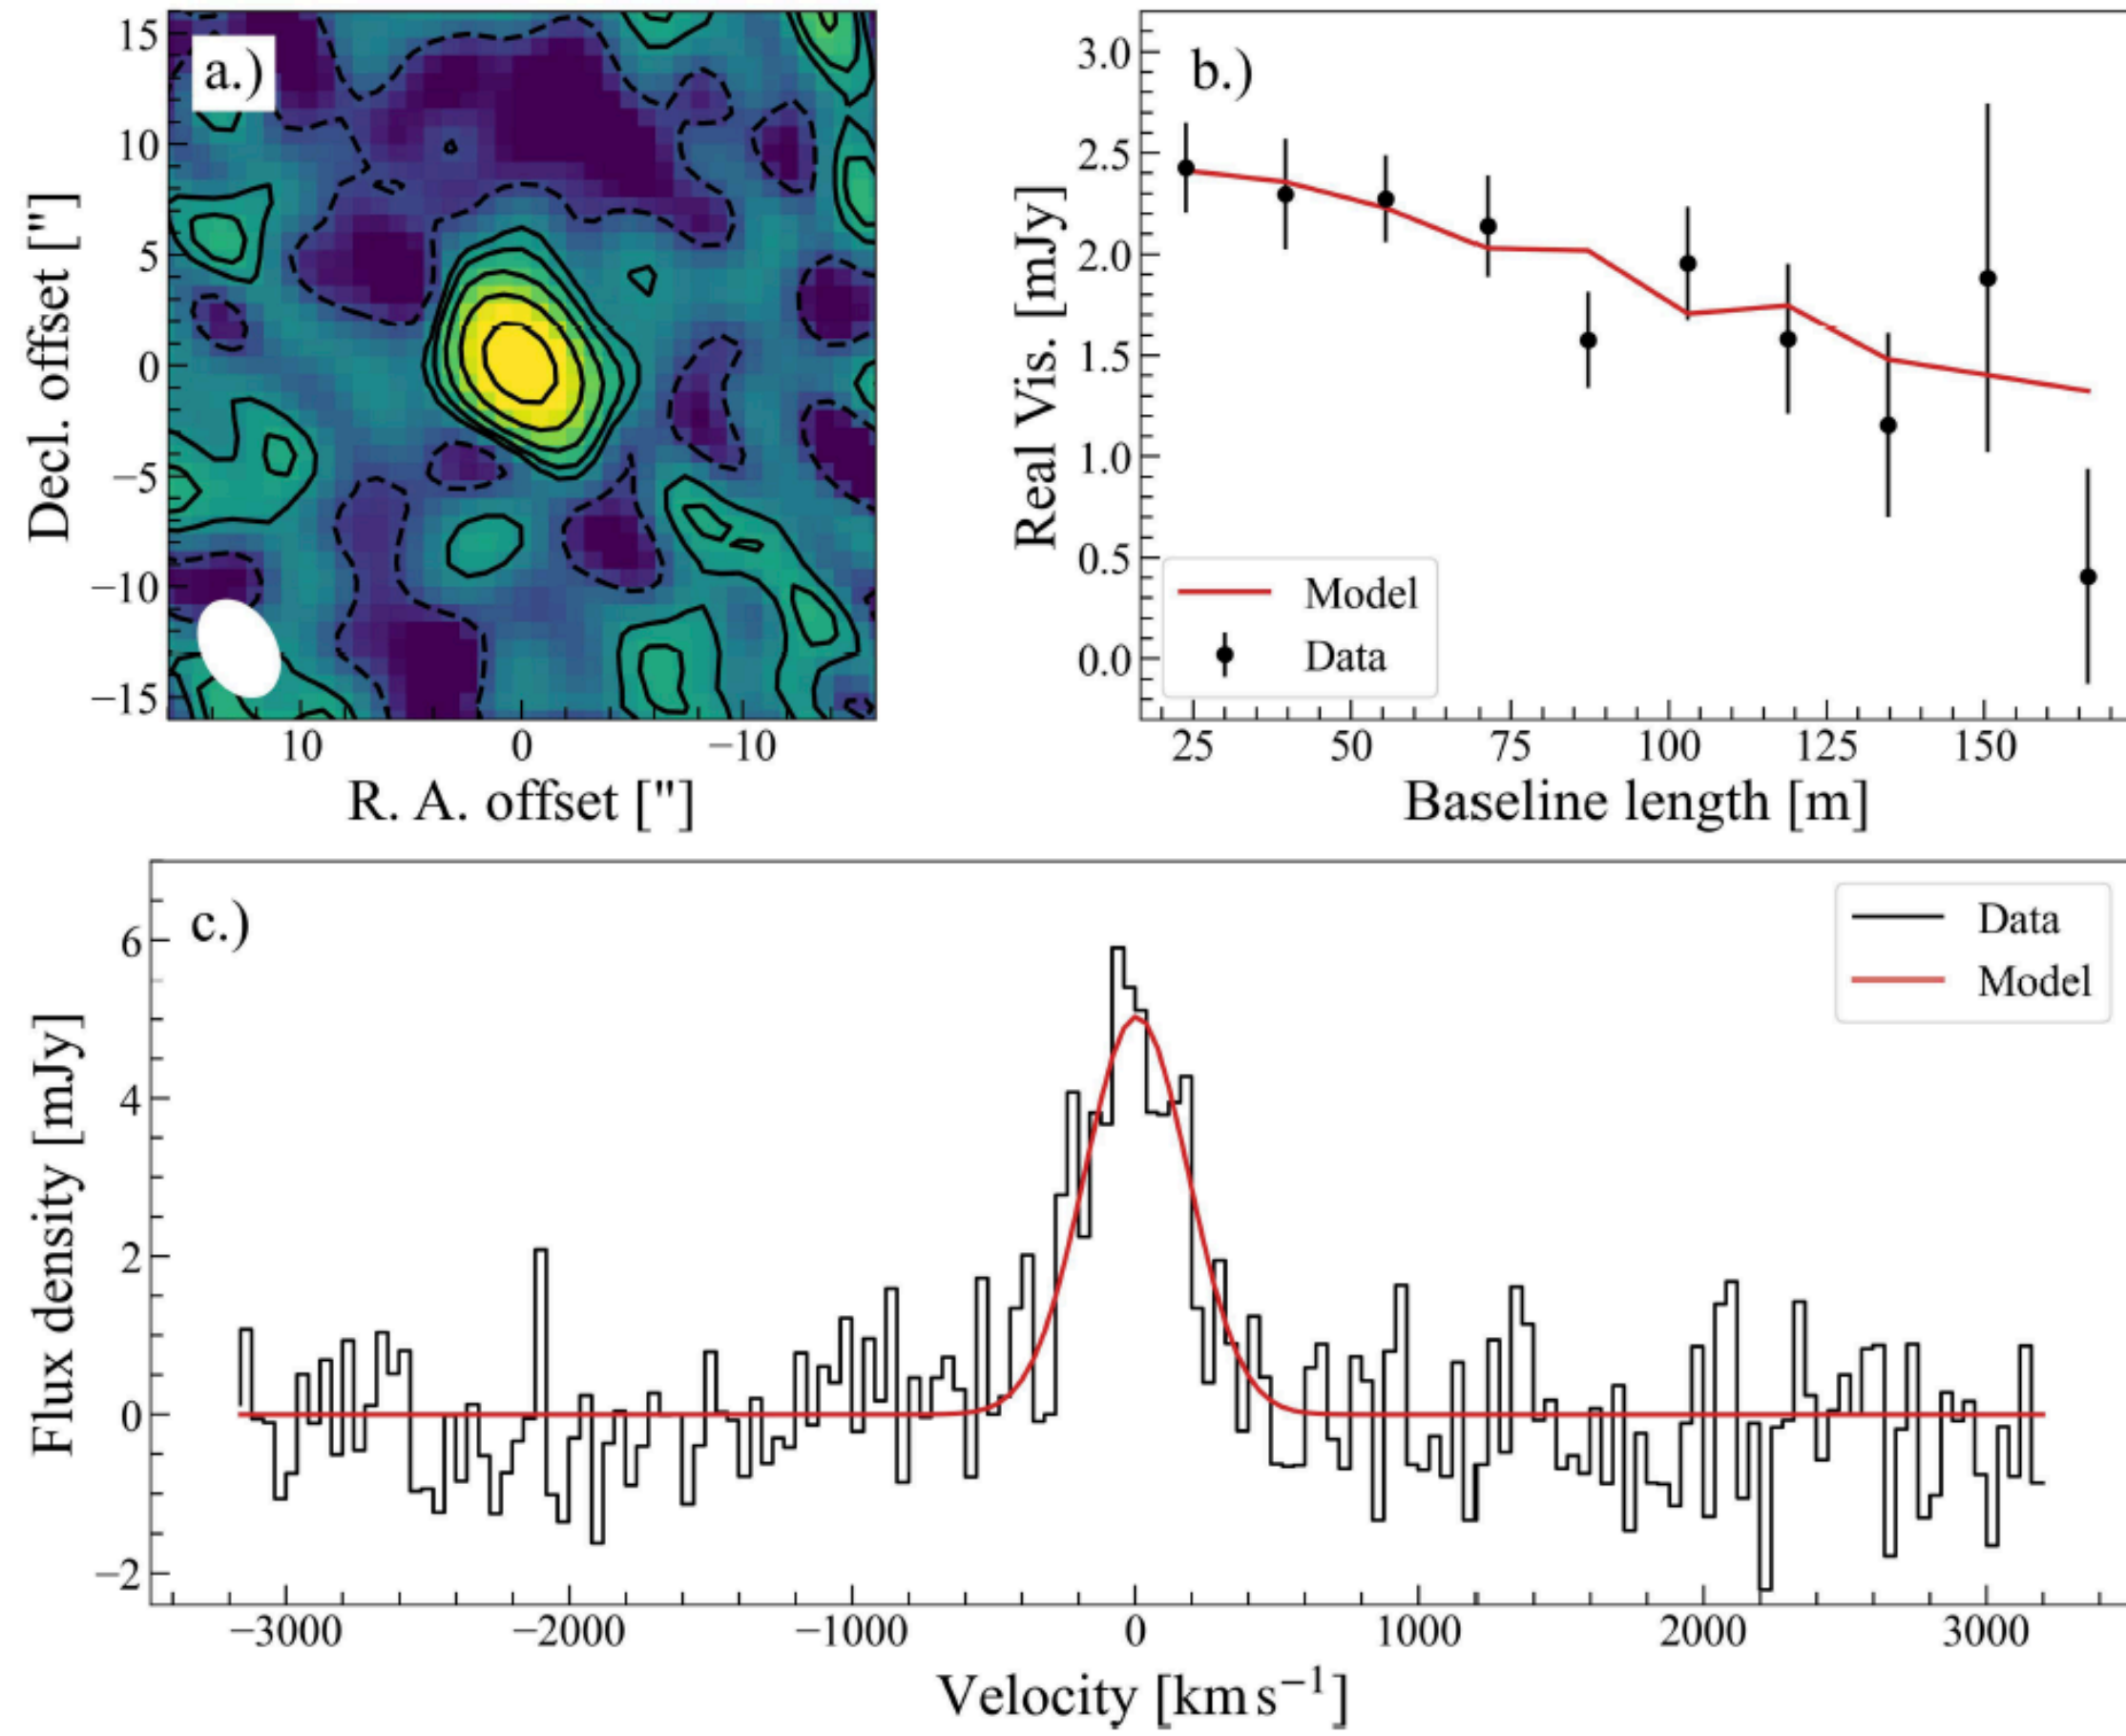 a.)
15
10
5
0
−5
−10
−15
Decl. offset ["]
10 0 −10
R. A. offset ["]
b.)
3.0
2.5
2.0
1.5
1.0
0.5
0.0
Real Vis. [mJy]
Model
Data
25 50 75 100 125 150
Baseline length [m]
c.)
6
4
2
0
−2
Flux density [mJy]
Data
Model
−3000 −2000 −1000 0 1000 2000 3000
Velocity [km s⁻¹]